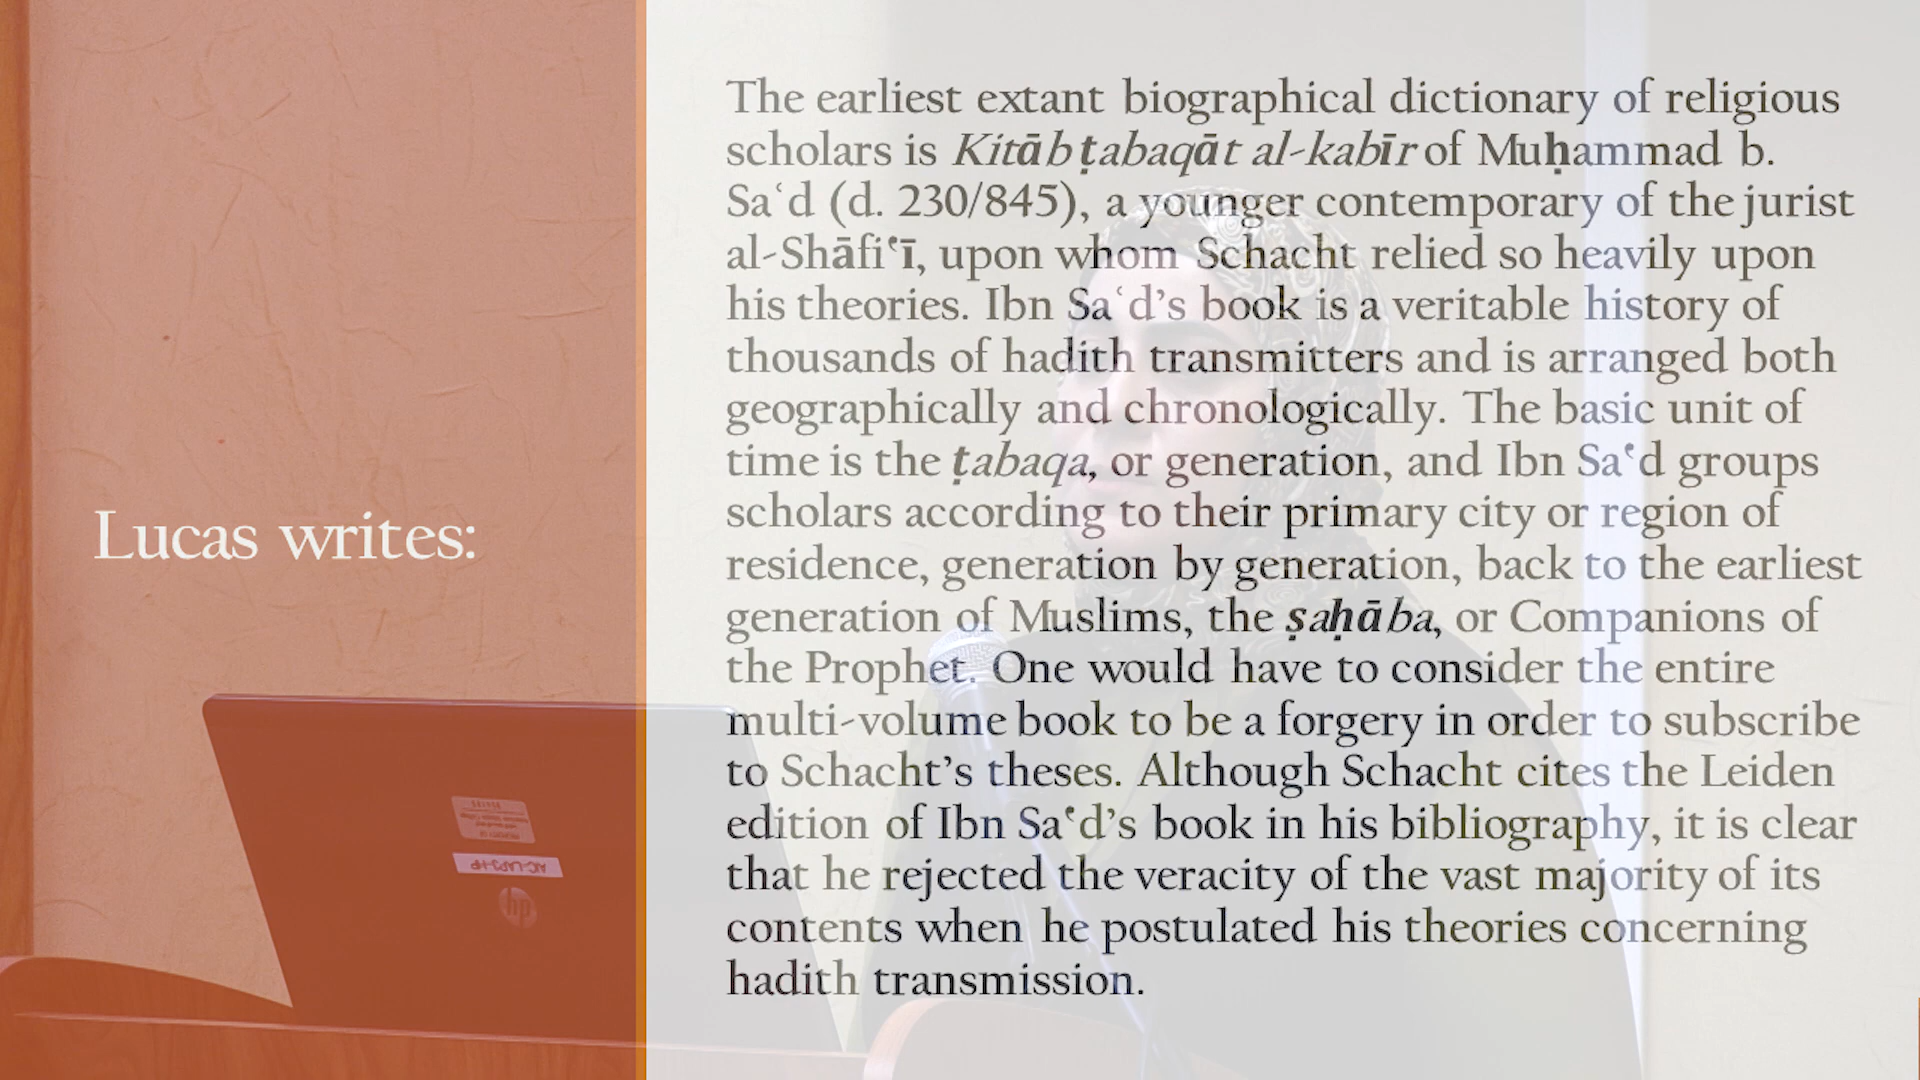 Lucas writes:
The earliest extant biographical dictionary of religious
scholars is Kitāb ṭabaqāt al-kabīr of Muḥammad b.
Saʿd (d. 230/845), a younger contemporary of the jurist
al-Shāfiʿī, upon whom Schacht relied so heavily upon
his theories. Ibn Saʿd’s book is a veritable history of
thousands of hadith transmitters and is arranged both
geographically and chronologically. The basic unit of
time is the ṭabaqa, or generation, and Ibn Saʿd groups
scholars according to their primary city or region of
residence, generation by generation, back to the earliest
generation of Muslims, the ṣaḥāba, or Companions of
the Prophet. One would have to consider the entire
multi-volume book to be a forgery in order to subscribe
to Schacht’s theses. Although Schacht cites the Leiden
edition of Ibn Saʿd’s book in his bibliography, it is clear
that he rejected the veracity of the vast majority of its
contents when he postulated his theories concerning
hadith transmission.
hp